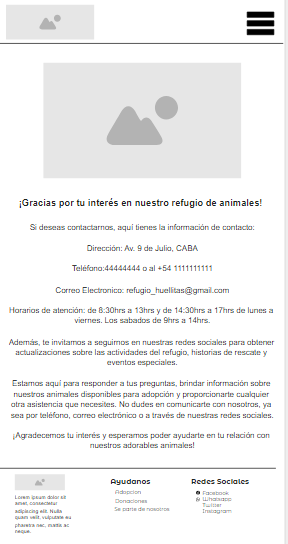 ¡Gracias por tu interés en nuestro refugio de animales!
Si deseas contactarnos, aquí tienes la información de contacto:
Dirección: Av. 9 de Julio, CABA
Teléfono:44444444 o al +54 1111111111
Correo Electronico: refugio_huellitas@gmail.com
Horarios de atención: de 8:30hrs a 13hrs y de 14:30hrs a 17hrs de lunes a
viernes. Los sabados de 9hrs a 14hrs.
Además, te invitamos a seguirnos en nuestras redes sociales para obtener
actualizaciones sobre las actividades del refugio, historias de rescate y
eventos especiales.
Estamos aquí para responder a tus preguntas, brindar información sobre
nuestros animales disponibles para adopción y proporcionarte cualquier
otra asistencia que necesites. No dudes en comunicarte con nosotros, ya
sea por teléfono, correo electrónico o a través de nuestras redes sociales.
¡Agradecemos tu interés y esperamos poder ayudarte en tu relación con
nuestros adorables animales!
Lorem ipsum dolor sit
amet, consectetur
adipiscing elit. Nulla
quam velit, vulputate eu
pharetra nec, mattis ac
neque.
Ayudanos
Adopcion
Donaciones
Se parte de nosotros
Redes Sociales
Facebook
Whatsapp
Twitter
Instagram